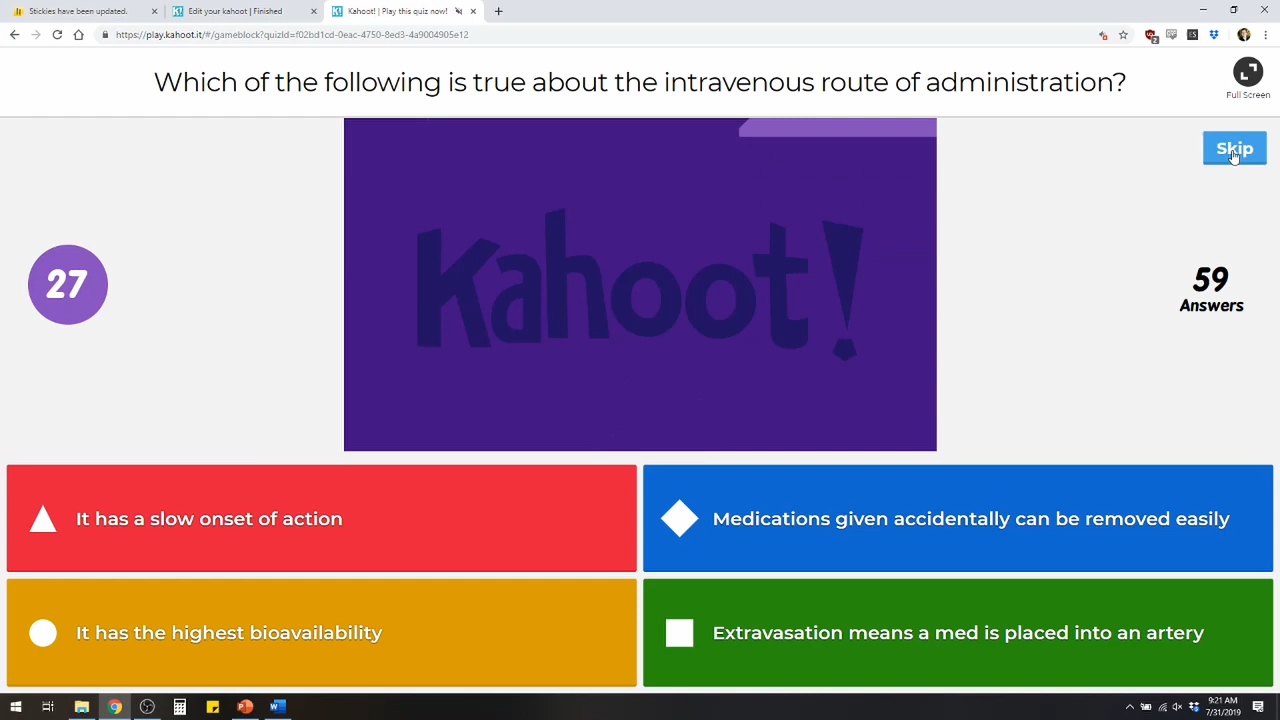 Stickies have been updated.
Edit your kahoot | Finished
Kahoot! | Play this quiz now!
https://play.kahoot.it/#/gameblock?quizId=f02bd1cd-0eac-4750-8ed3-4a9004905e12
Which of the following is true about the intravenous route of administration?
Full Screen
Skip
Kahoot!
27
59
Answers
It has a slow onset of action
Medications given accidentally can be removed easily
It has the highest bioavailability
Extravasation means a med is placed into an artery
9:21 AM
7/31/2019